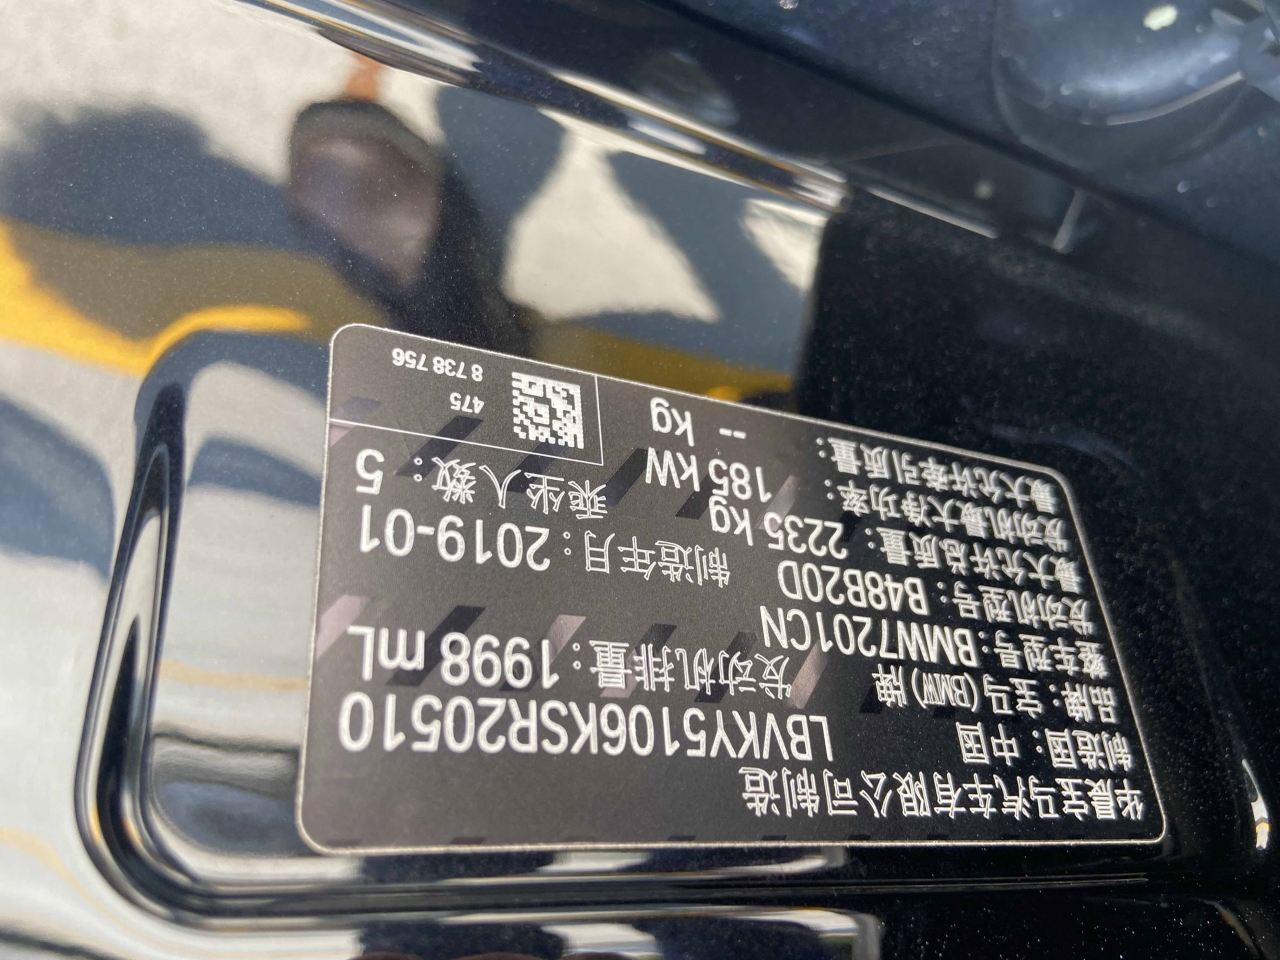 华晨宝马汽车有限公司制造
制造国：中国 LBVKY5106KSR20510
品牌：宝马(BMW)牌
整车型号：BMW7201CN 发动机排量：1998 mL
发动机型号：B48B20D
最大允许总质量：2235 kg 制造年月：2019-01
发动机最大净功率：185 kW 乘坐人数：5
最大允许牵引质量：-- kg
475
8 738 756